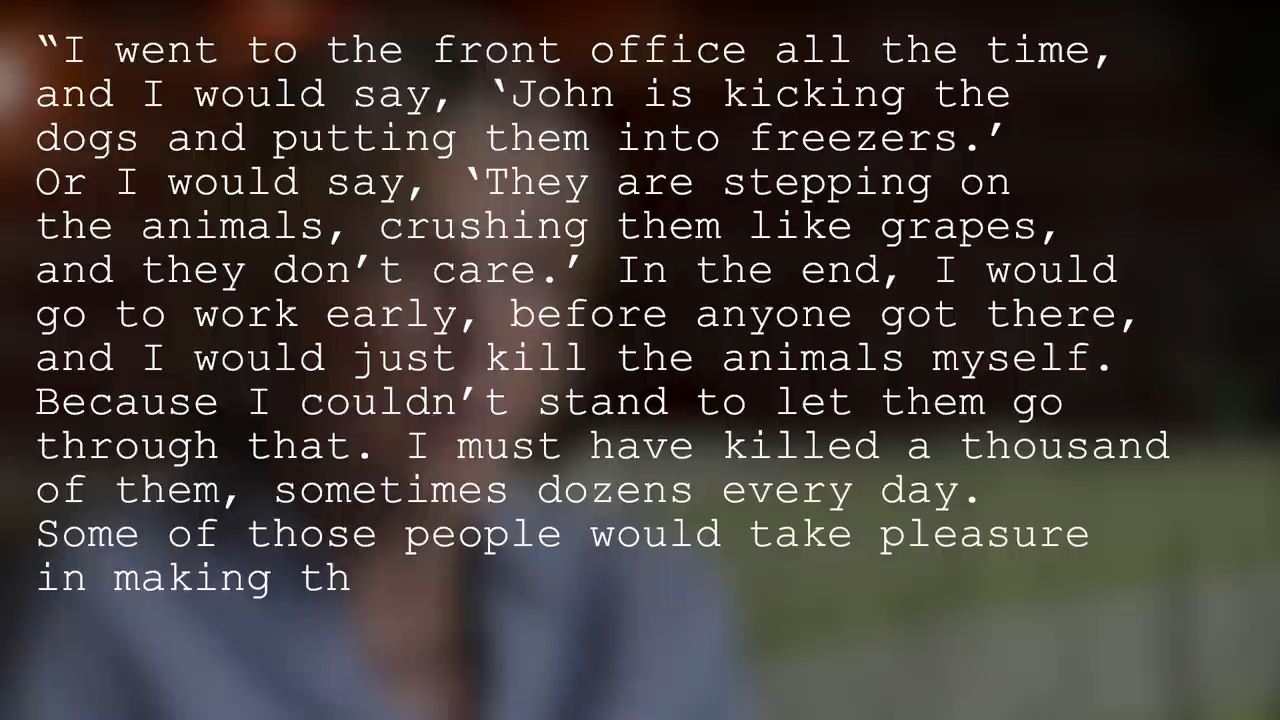 “I went to the front office all the time,
and I would say, ‘John is kicking the
dogs and putting them into freezers.’
Or I would say, ‘They are stepping on
the animals, crushing them like grapes,
and they don’t care.’ In the end, I would
go to work early, before anyone got there,
and I would just kill the animals myself.
Because I couldn’t stand to let them go
through that. I must have killed a thousand
of them, sometimes dozens every day.
Some of those people would take pleasure
in making th